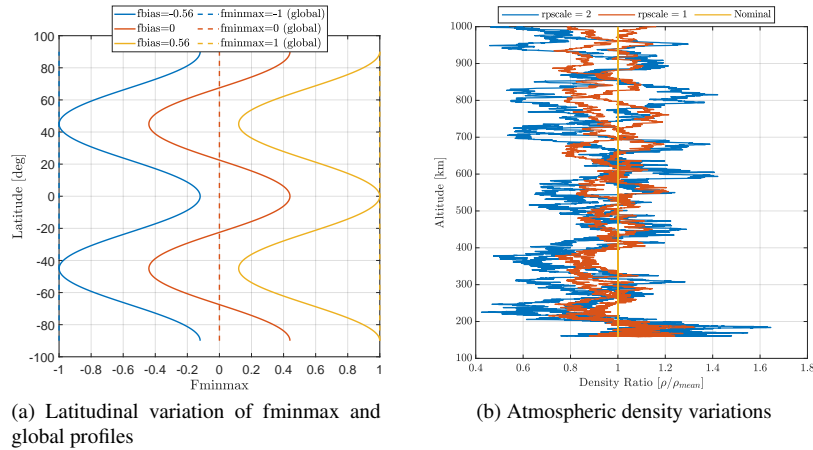 fbias=-0.56 fminmax=-1 (global)
fbias=0 fminmax=0 (global)
fbias=0.56 fminmax=1 (global)
100
80
60
40
20
0
-20
-40
-60
-80
-100
Latitude [deg]
-1 -0.8 -0.6 -0.4 -0.2 0 0.2 0.4 0.6 0.8 1
Fminmax
(a) Latitudinal variation of fminmax and
global profiles
rpscale = 2 rpscale = 1 Nominal
1000
900
800
700
600
500
400
300
200
100
Altitude [km]
0.4 0.6 0.8 1 1.2 1.4 1.6 1.8
Density Ratio [ρ/ρmean]
(b) Atmospheric density variations